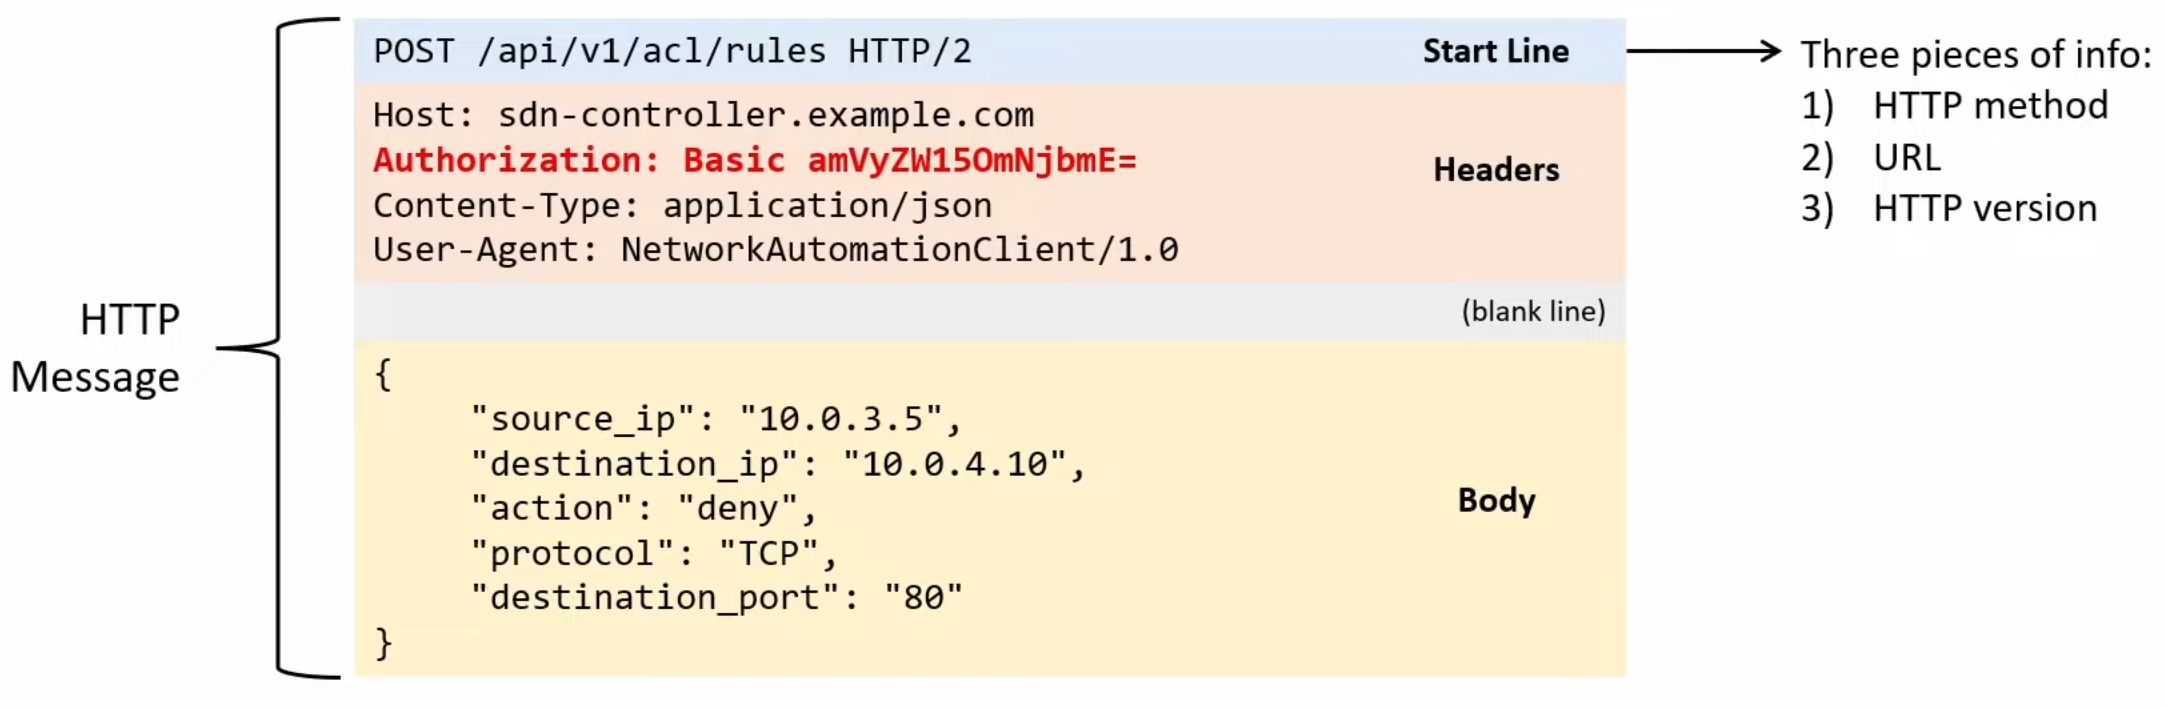 POST /api/v1/acl/rules HTTP/2
Start Line
Three pieces of info:
1) HTTP method
2) URL
3) HTTP version
Host: sdn-controller.example.com
Authorization: Basic amVyZW15OmNjbmE=
Content-Type: application/json
User-Agent: NetworkAutomationClient/1.0
Headers
(blank line)
HTTP
Message
{
"source_ip": "10.0.3.5",
"destination_ip": "10.0.4.10",
"action": "deny",
"protocol": "TCP",
"destination_port": "80"
}
Body